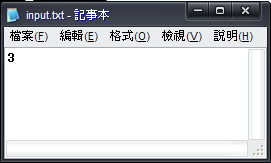 input.txt - 記事本
檔案(F) 編輯(E) 格式(O) 檢視(V) 說明(H)
3